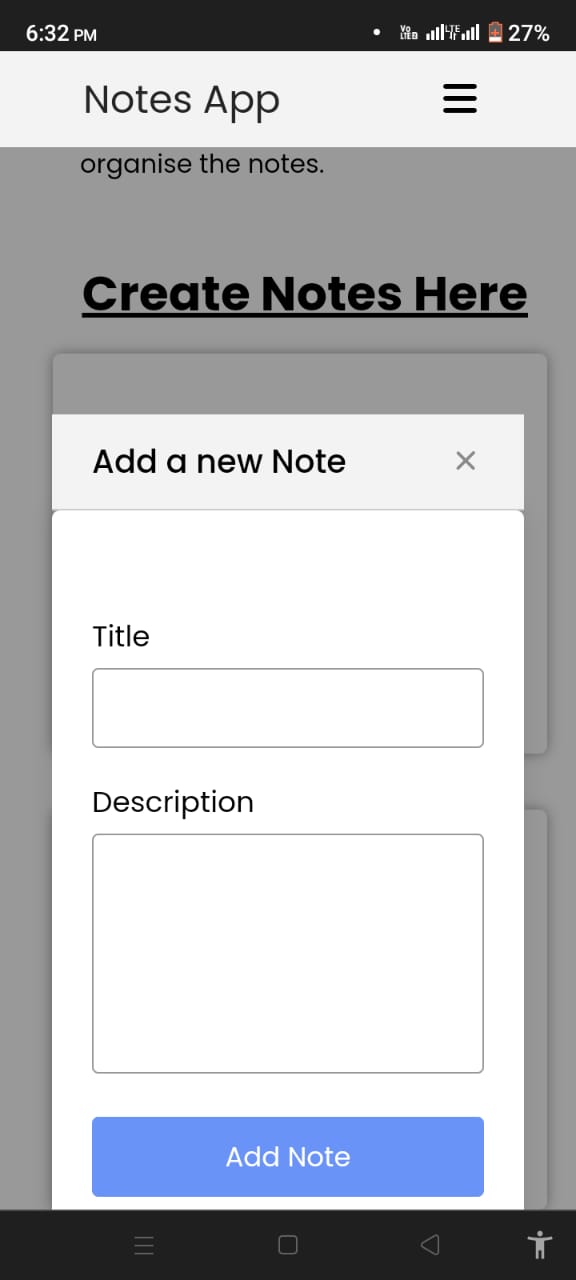 6:32 PM
Vo LTED LTE 27%
Notes App
organise the notes.
Create Notes Here
Add a new Note
Title
Description
Add Note